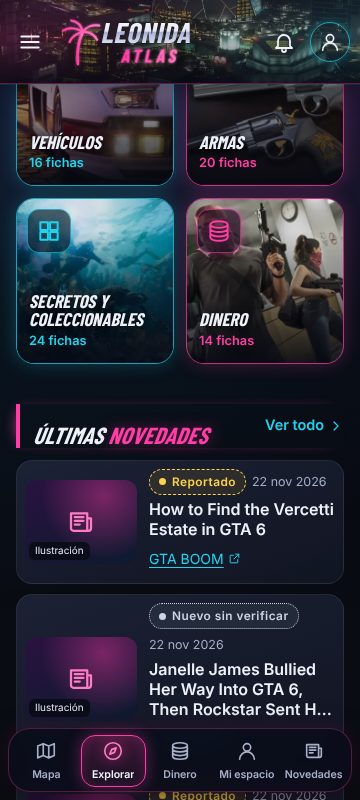 LEONIDA
ATLAS
VEHÍCULOS
16 fichas
ARMAS
20 fichas
SECRETOS Y
COLECCIONABLES
24 fichas
DINERO
14 fichas
ÚLTIMAS NOVEDADES
Ver todo
Reportado
22 nov 2026
How to Find the Vercetti
Estate in GTA 6
GTA BOOM
Ilustración
Nuevo sin verificar
22 nov 2026
Janelle James Bullied
Her Way Into GTA 6,
Then Rockstar Sent H...
Ilustración
Mapa
Explorar
Dinero
Mi espacio
Novedades
Reportado
22 nov 2026